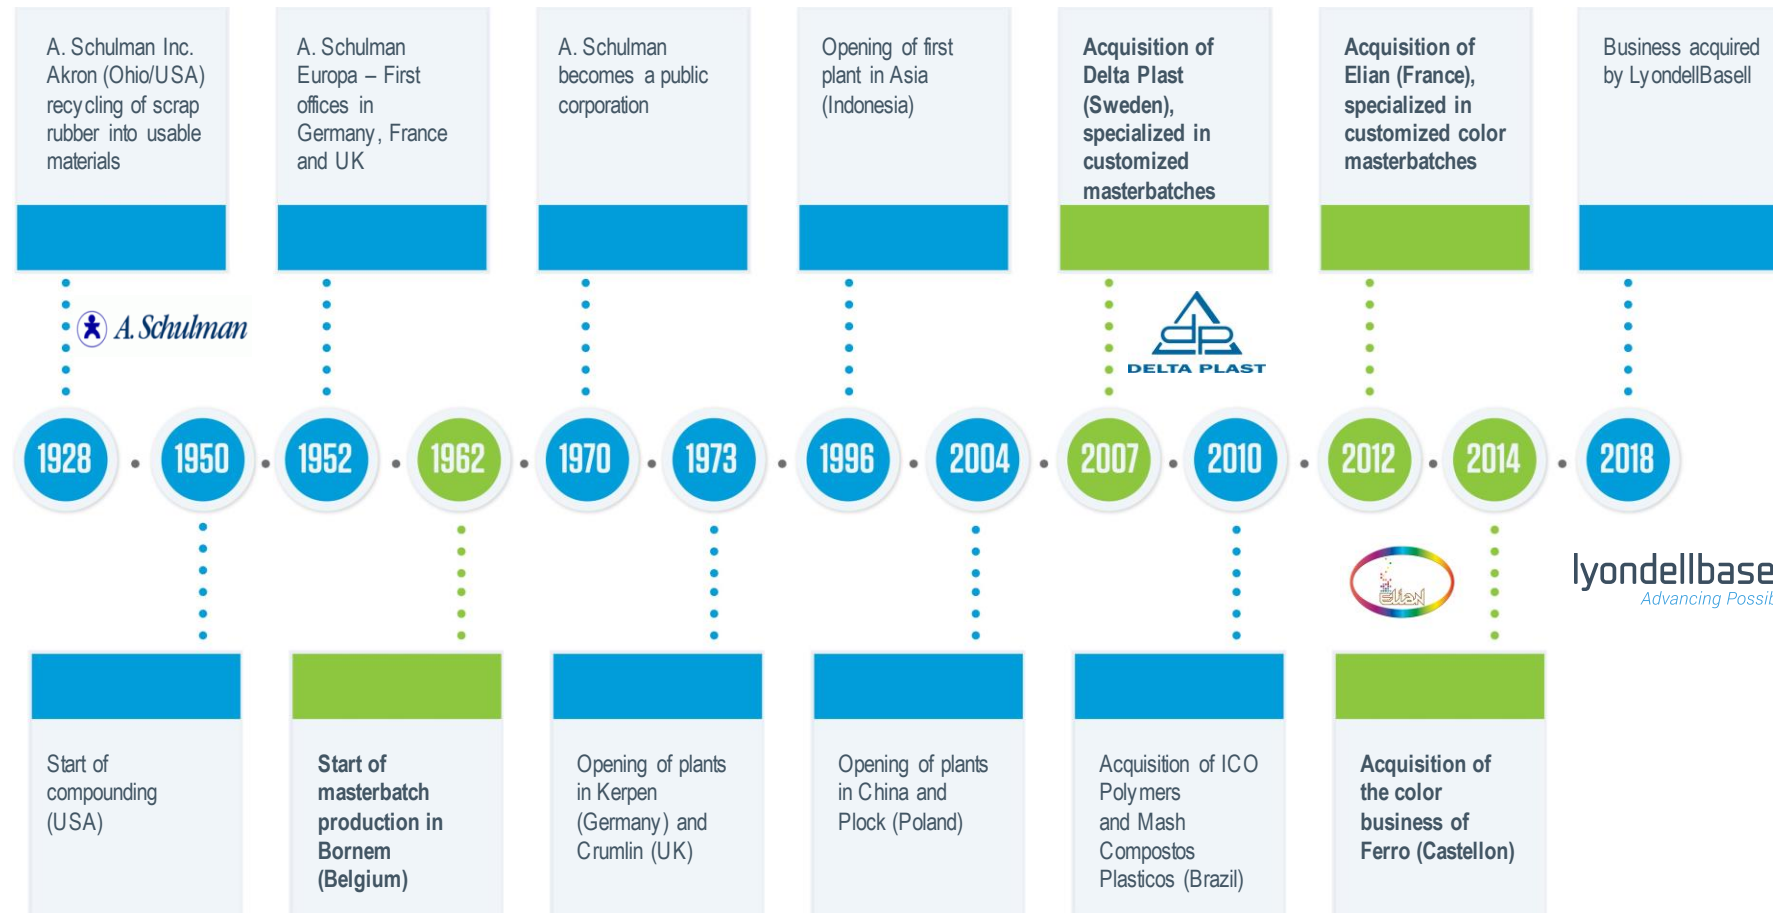 A. Schulman Inc.
Akron (Ohio/USA)
recycling of scrap
rubber into usable
materials
A. Schulman
Europa – First
offices in
Germany, France
and UK
A. Schulman
becomes a public
corporation
Opening of first
plant in Asia
(Indonesia)
Acquisition of
Delta Plast
(Sweden),
specialized in
customized
masterbatches
Acquisition of
Elian (France),
specialized in
customized color
masterbatches
Business acquired
by LyondellBasell
A. Schulman
dp
DELTA PLAST
1928
1950
1952
1962
1970
1973
1996
2004
2007
2010
2012
2014
2018
Elian
lyondellbase
Advancing Possib
Start of
compounding
(USA)
Start of
masterbatch
production in
Bornem
(Belgium)
Opening of plants
in Kerpen
(Germany) and
Crumlin (UK)
Opening of plants
in China and
Plock (Poland)
Acquisition of ICO
Polymers
and Mash
Compostos
Plasticos (Brazil)
Acquisition of
the color
business of
Ferro (Castellon)